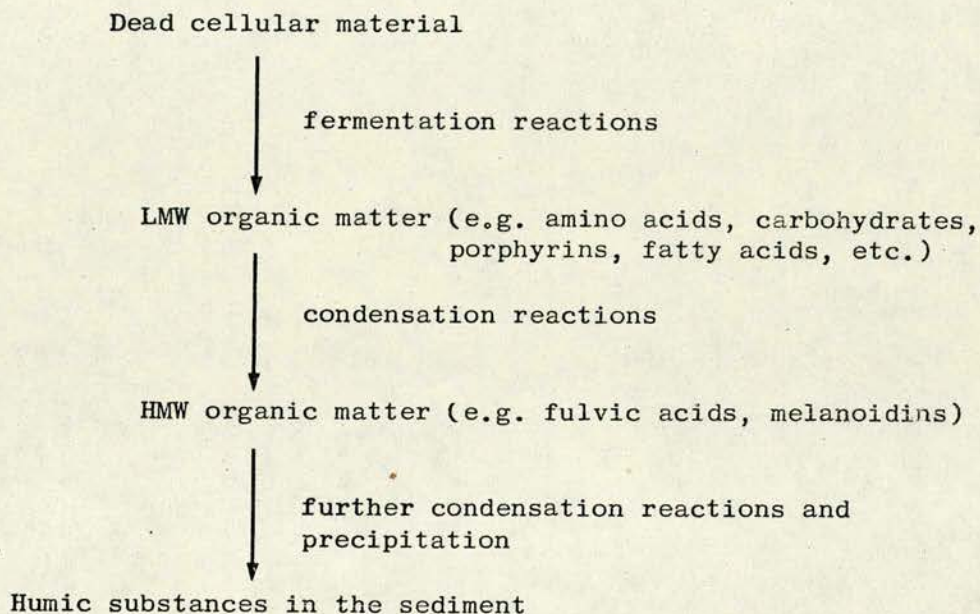 Dead cellular material
fermentation reactions
LMW organic matter (e.g. amino acids, carbohydrates,
porphyrins, fatty acids, etc.)
condensation reactions
HMW organic matter (e.g. fulvic acids, melanoidins)
further condensation reactions and
precipitation
Humic substances in the sediment